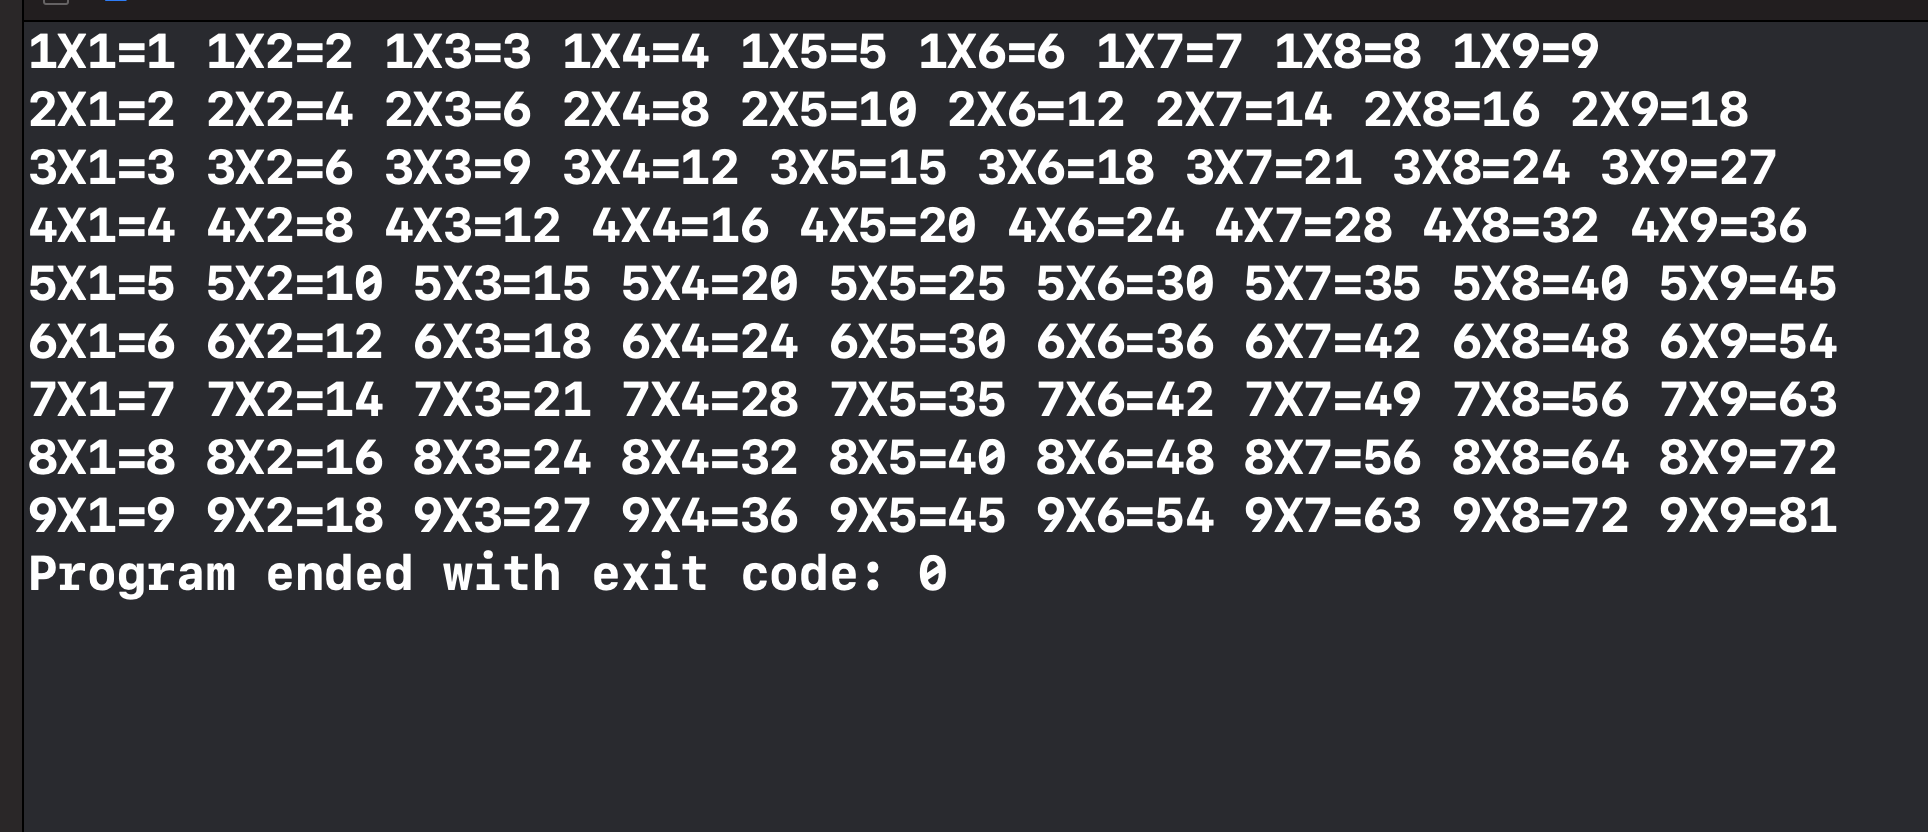 1X1=1 1X2=2 1X3=3 1X4=4 1X5=5 1X6=6 1X7=7 1X8=8 1X9=9
2X1=2 2X2=4 2X3=6 2X4=8 2X5=10 2X6=12 2X7=14 2X8=16 2X9=18
3X1=3 3X2=6 3X3=9 3X4=12 3X5=15 3X6=18 3X7=21 3X8=24 3X9=27
4X1=4 4X2=8 4X3=12 4X4=16 4X5=20 4X6=24 4X7=28 4X8=32 4X9=36
5X1=5 5X2=10 5X3=15 5X4=20 5X5=25 5X6=30 5X7=35 5X8=40 5X9=45
6X1=6 6X2=12 6X3=18 6X4=24 6X5=30 6X6=36 6X7=42 6X8=48 6X9=54
7X1=7 7X2=14 7X3=21 7X4=28 7X5=35 7X6=42 7X7=49 7X8=56 7X9=63
8X1=8 8X2=16 8X3=24 8X4=32 8X5=40 8X6=48 8X7=56 8X8=64 8X9=72
9X1=9 9X2=18 9X3=27 9X4=36 9X5=45 9X6=54 9X7=63 9X8=72 9X9=81
Program ended with exit code: 0